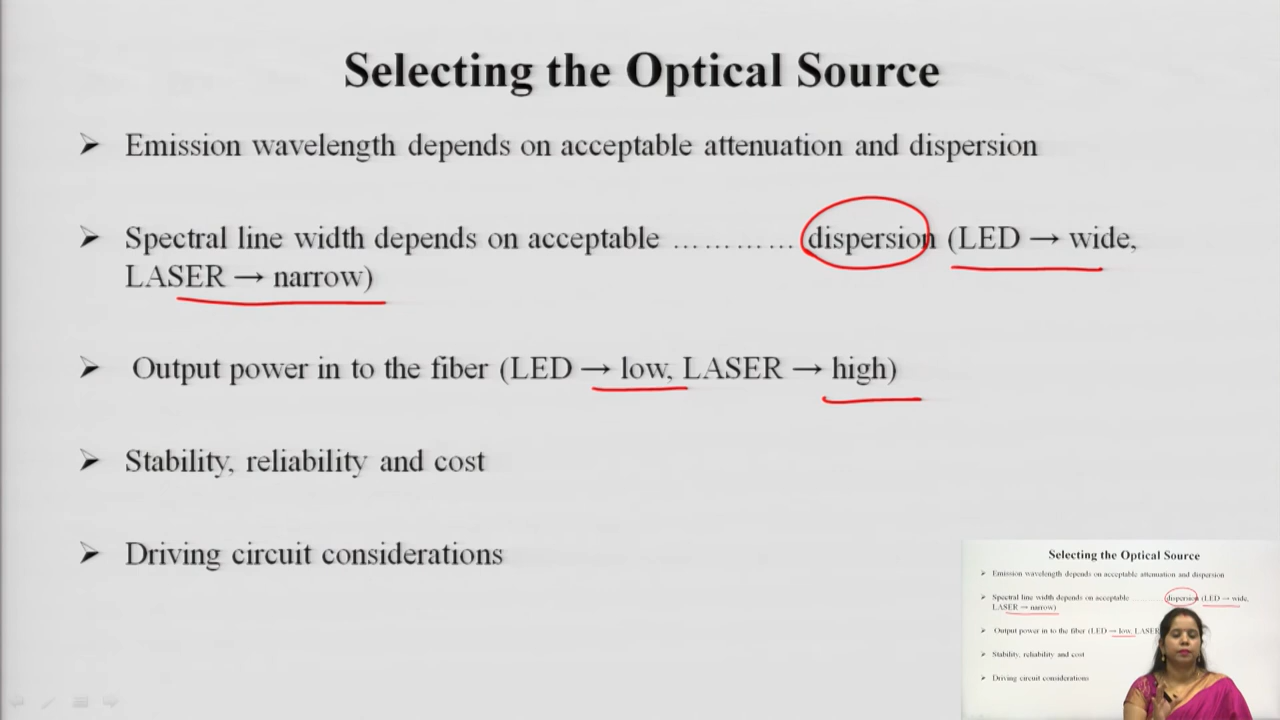 Selecting the Optical Source
➢ Emission wavelength depends on acceptable attenuation and dispersion
➢ Spectral line width depends on acceptable ………… dispersion (LED → wide,
LASER → narrow)
➢ Output power in to the fiber (LED → low, LASER → high)
➢ Stability, reliability and cost
➢ Driving circuit considerations
Selecting the Optical Source
➢ Emission wavelength depends on acceptable attenuation and dispersion
➢ Spectral line width depends on acceptable dispersion (LED → wide,
LASER → narrow)
➢ Output power in to the fiber (LED → low, LASER
➢ Stability, reliability and cost
➢ Driving circuit considerations